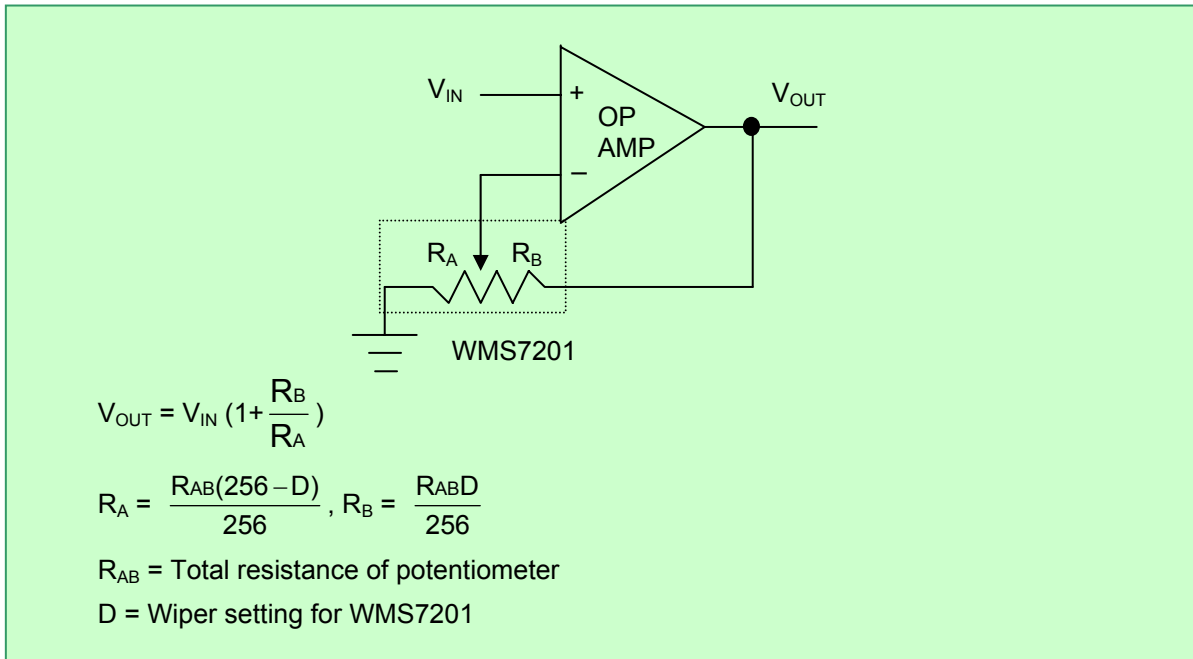 V_IN
+
OP
AMP
−
V_OUT
R_A
R_B
WMS7201
V_OUT = V_IN (1+ R_B / R_A )
R_A = R_AB(256 − D) / 256 , R_B = R_ABD / 256
R_AB = Total resistance of potentiometer
D = Wiper setting for WMS7201